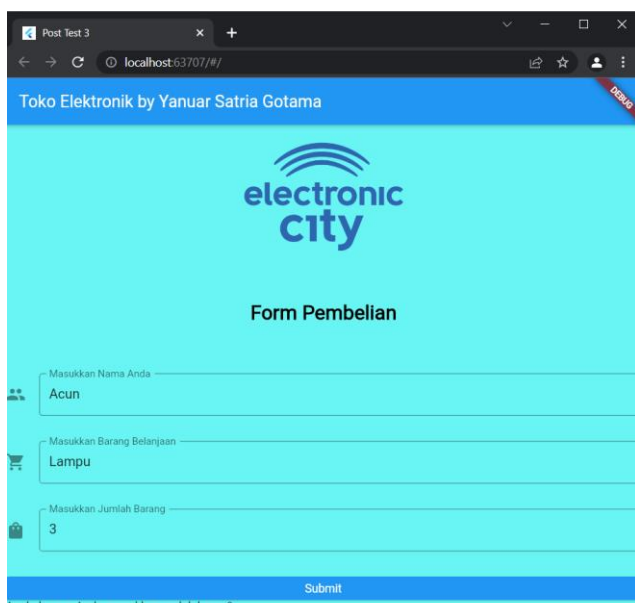 Post Test 3
localhost:63707/#/
Toko Elektronik by Yanuar Satria Gotama
DEBUG
electronic
city
Form Pembelian
Masukkan Nama Anda
Acun
Masukkan Barang Belanjaan
Lampu
Masukkan Jumlah Barang
3
Submit